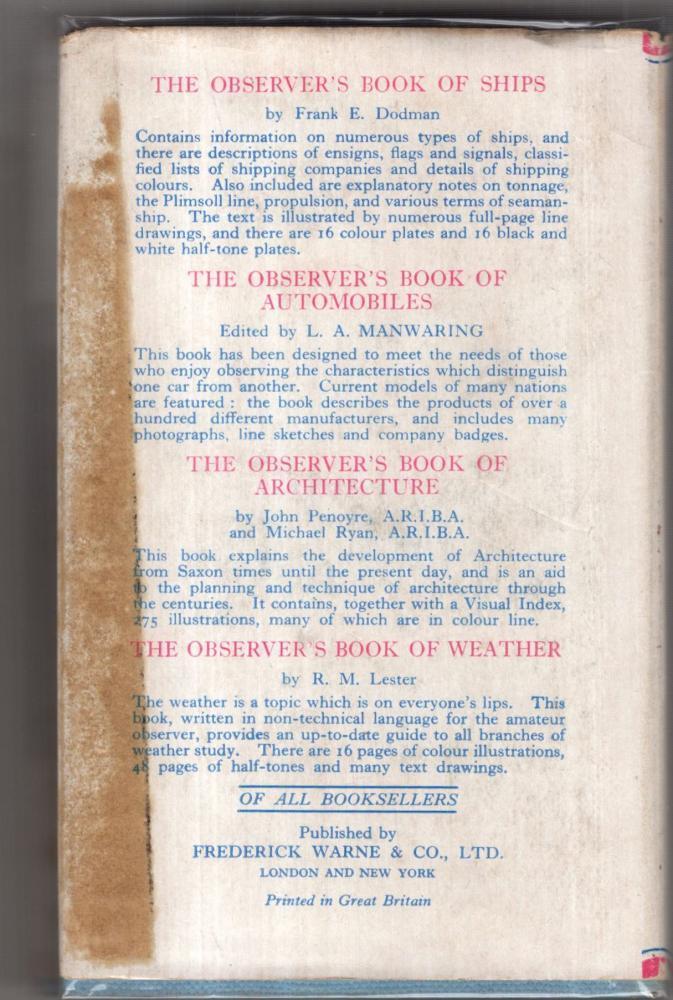 THE OBSERVER'S BOOK OF SHIPS
by Frank E. Dodman
Contains information on numerous types of ships, and
there are descriptions of ensigns, flags and signals, classi-
fied lists of shipping companies and details of shipping
colours. Also included are explanatory notes on tonnage,
the Plimsoll line, propulsion, and various terms of seaman-
ship. The text is illustrated by numerous full-page line
drawings, and there are 16 colour plates and 16 black and
white half-tone plates.
THE OBSERVER'S BOOK OF
AUTOMOBILES
Edited by L. A. MANWARING
This book has been designed to meet the needs of those
who enjoy observing the characteristics which distinguish
one car from another. Current models of many nations
are featured : the book describes the products of over a
hundred different manufacturers, and includes many
photographs, line sketches and company badges.
THE OBSERVER'S BOOK OF
ARCHITECTURE
by John Penoyre, A.R.I.B.A.
and Michael Ryan, A.R.I.B.A.
This book explains the development of Architecture
from Saxon times until the present day, and is an aid
to the planning and technique of architecture through
the centuries. It contains, together with a Visual Index,
275 illustrations, many of which are in colour line.
THE OBSERVER'S BOOK OF WEATHER
by R. M. Lester
The weather is a topic which is on everyone's lips. This
book, written in non-technical language for the amateur
observer, provides an up-to-date guide to all branches of
weather study. There are 16 pages of colour illustrations,
48 pages of half-tones and many text drawings.
OF ALL BOOKSELLERS
Published by
FREDERICK WARNE & CO., LTD.
LONDON AND NEW YORK
Printed in Great Britain